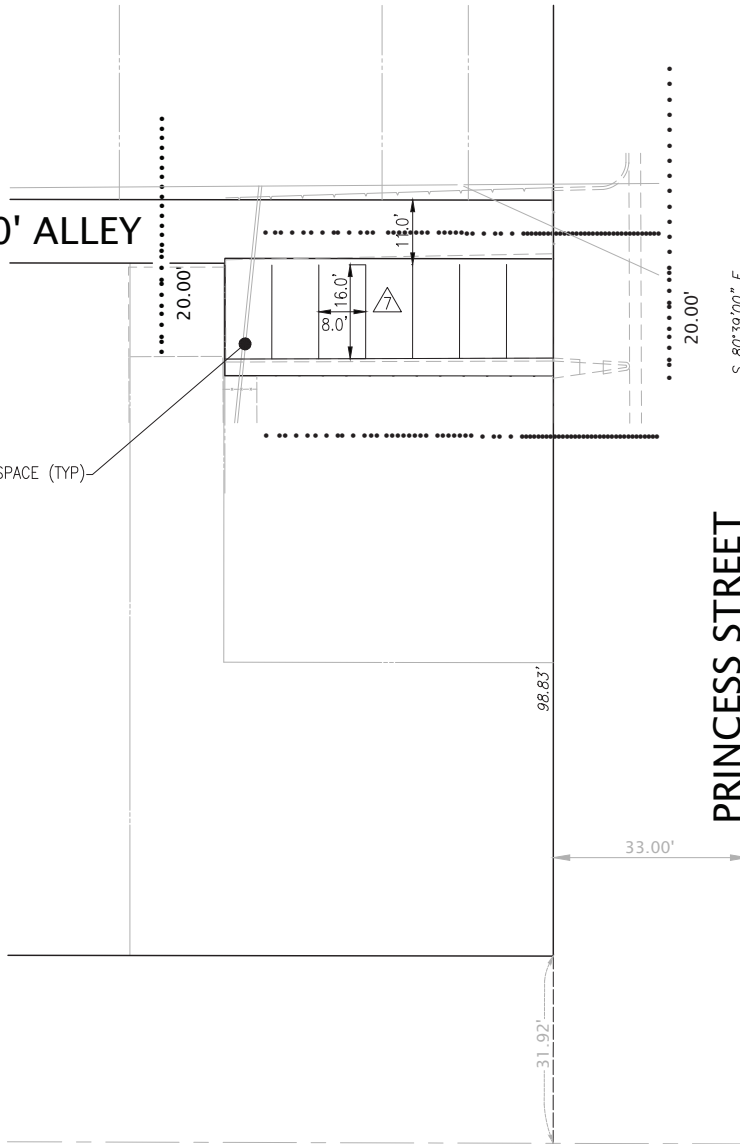 0' ALLEY
11.0'
20.00'
16.0'
8.0'
7
20.00'
S 80°39'00" E
SPACE (TYP)
PRINCESS STREET
98.83'
33.00'
31.92'